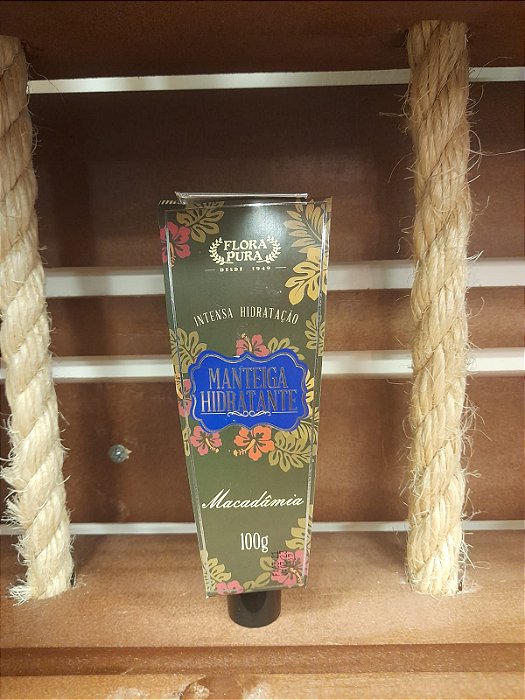 FLORA
PURA
DESDE 1949
INTENSA HIDRATAÇÃO
MANTEIGA
HIDRATANTE
Macadâmia
100g